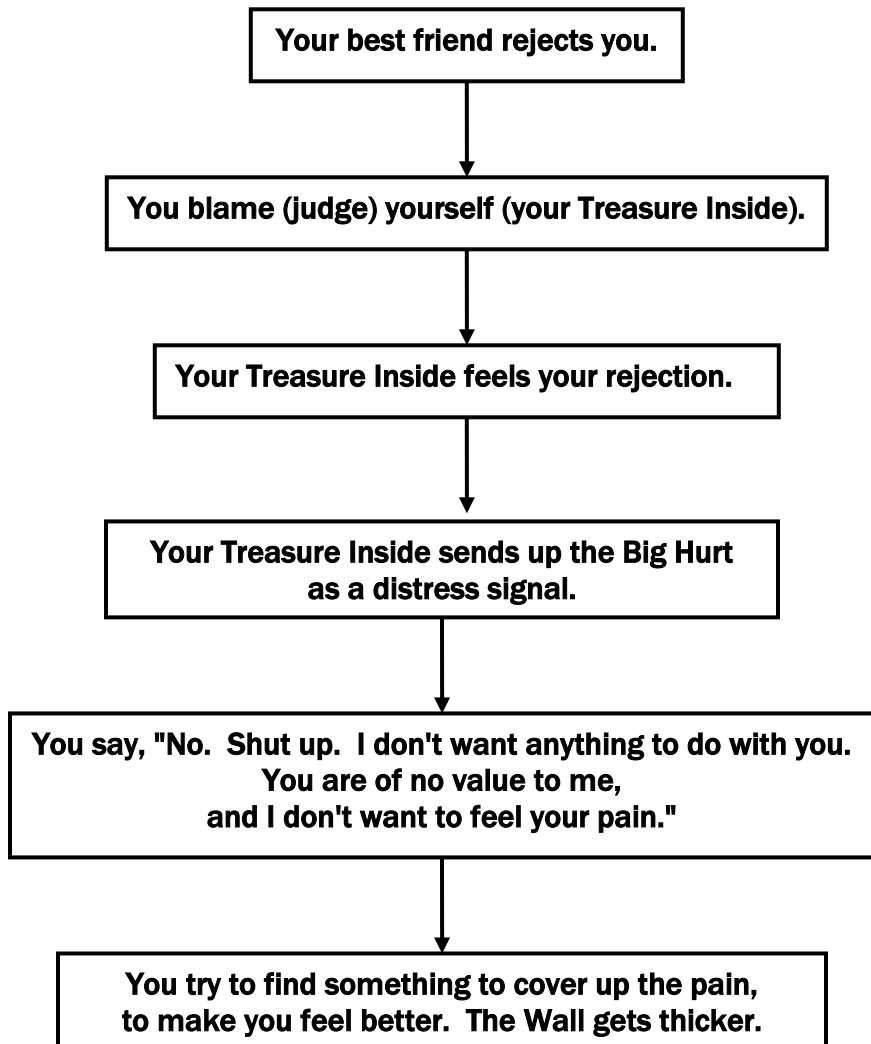 Your best friend rejects you.
You blame (judge) yourself (your Treasure Inside).
Your Treasure Inside feels your rejection.
Your Treasure Inside sends up the Big Hurt
as a distress signal.
You say, "No.  Shut up.  I don't want anything to do with you.
You are of no value to me,
and I don't want to feel your pain."
You try to find something to cover up the pain,
to make you feel better.  The Wall gets thicker.